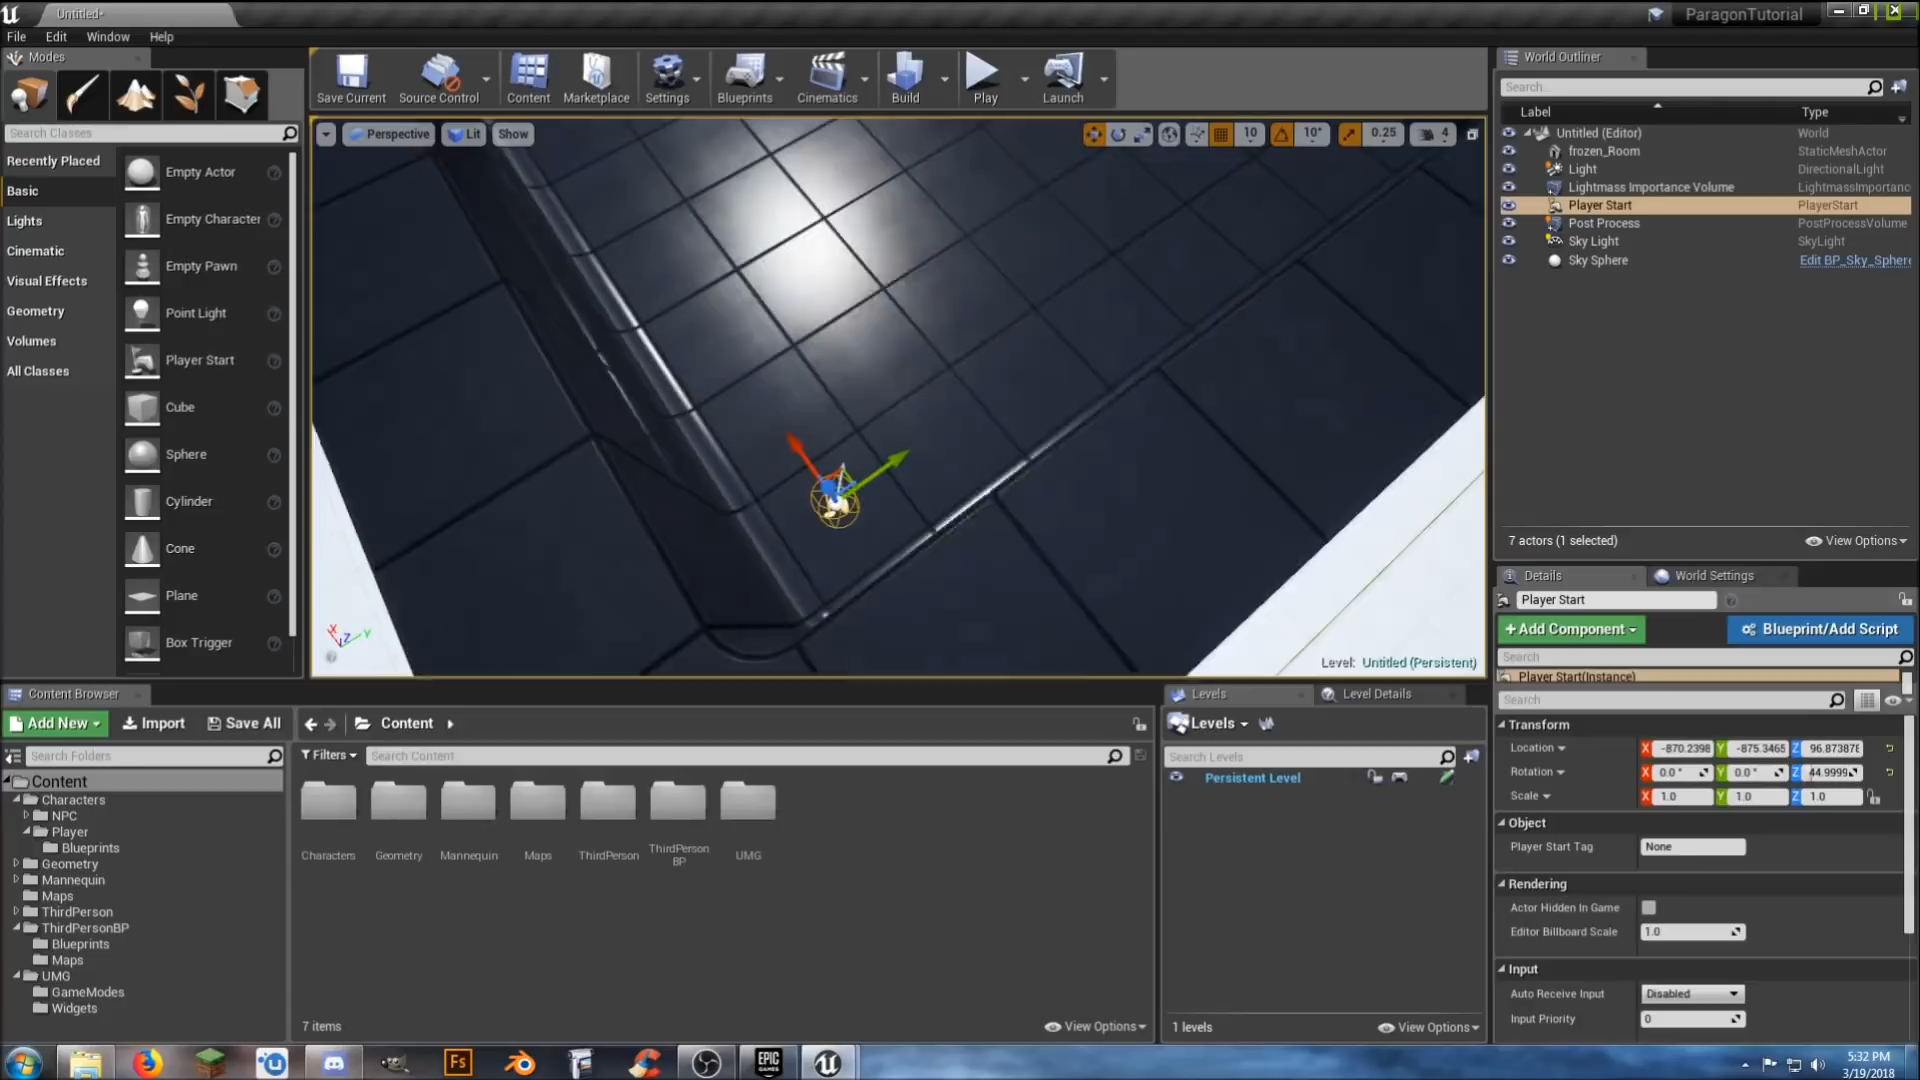 Untitled-
ParagonTutorial
File Edit Window Help
Modes
Search Classes
Recently Placed
Basic
Lights
Cinematic
Visual Effects
Geometry
Volumes
All Classes
Empty Actor
Empty Character
Empty Pawn
Point Light
Player Start
Cube
Sphere
Cylinder
Cone
Plane
Box Trigger
Save Current Source Control Content Marketplace Settings Blueprints Cinematics Build Play Launch
Perspective Lit Show
10 10° 0.25 4
Level: Untitled (Persistent)
World Outliner
Search...
Label Type
Untitled (Editor) World
frozen_Room StaticMeshActor
Light DirectionalLight
Lightmass Importance Volume LightmassImportanc
Player Start PlayerStart
Post Process PostProcessVolume
Sky Light SkyLight
Sky Sphere Edit BP_Sky_Sphere
7 actors (1 selected) View Options
Details World Settings
Player Start
+Add Component Blueprint/Add Script
Search
Player Start(Instance)
Search
Transform
Location X -870.2398 Y -875.3465 Z 96.873878
Rotation X 0.0 ° Y 0.0 ° Z 44.9999
Scale X 1.0 Y 1.0 Z 1.0
Object
Player Start Tag None
Rendering
Actor Hidden In Game
Editor Billboard Scale 1.0
Input
Auto Receive Input Disabled
Input Priority 0
Content Browser
Add New Import Save All Content
Search Folders
Filters Search Content
Content
Characters
NPC
Player
Blueprints
Geometry
Mannequin
Maps
ThirdPerson
ThirdPersonBP
Blueprints
Maps
UMG
GameModes
Widgets
Characters Geometry Mannequin Maps ThirdPerson ThirdPerson UMG
BP
7 items View Options
Levels Level Details
Levels
Search Levels
Persistent Level
1 levels View Options
X Z Y
Fs
EPIC
GAMES
5:32 PM
3/19/2018